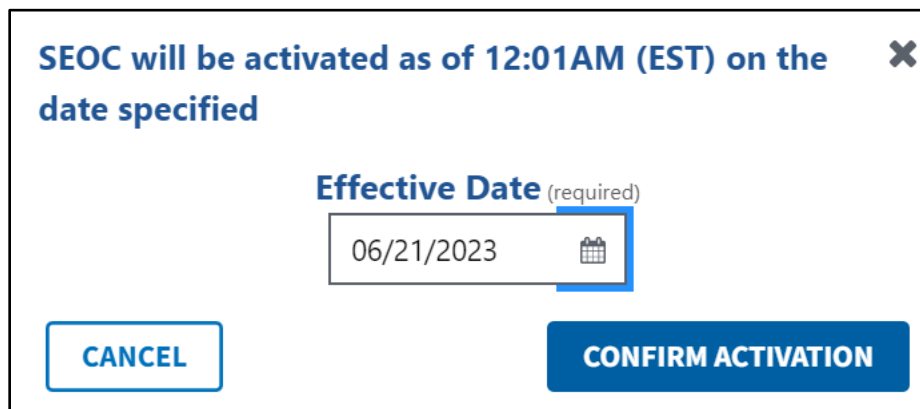 SEOC will be activated as of 12:01AM (EST) on the
date specified
Effective Date (required)
06/21/2023
CANCEL
CONFIRM ACTIVATION